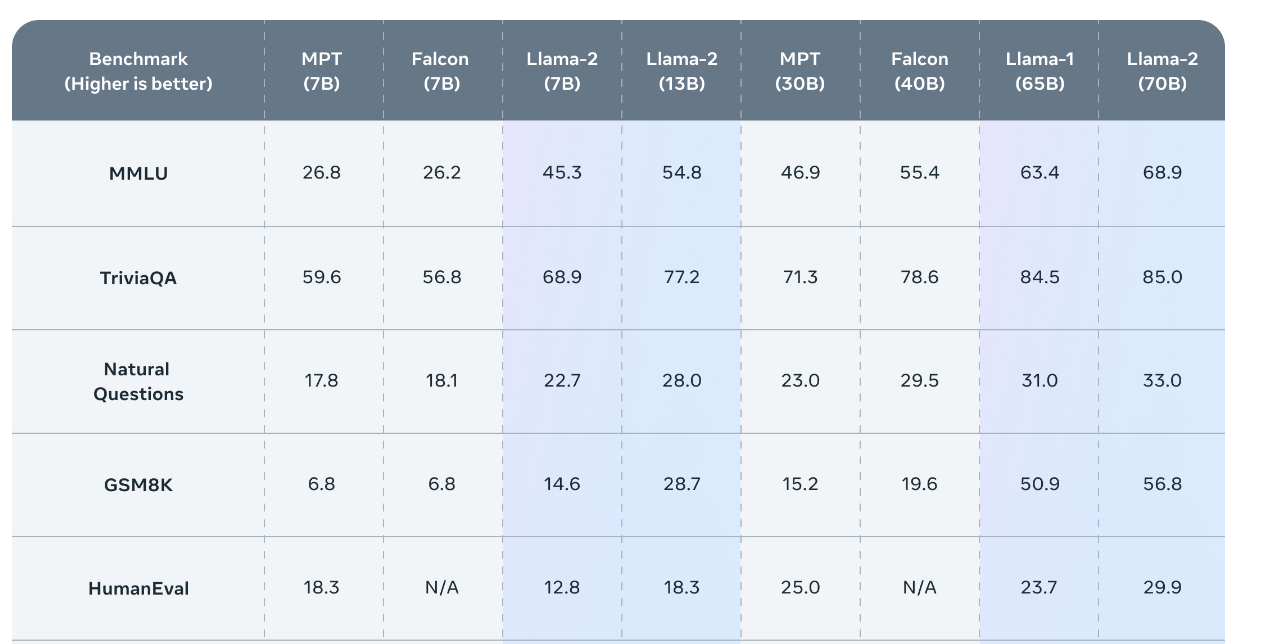 Benchmark (Higher is better) MPT (7B) Falcon (7B) Llama-2 (7B) Llama-2 (13B) MPT (30B) Falcon (40B) Llama-1 (65B) Llama-2 (70B)
MMLU 26.8 26.2 45.3 54.8 46.9 55.4 63.4 68.9
TriviaQA 59.6 56.8 68.9 77.2 71.3 78.6 84.5 85.0
Natural Questions 17.8 18.1 22.7 28.0 23.0 29.5 31.0 33.0
GSM8K 6.8 6.8 14.6 28.7 15.2 19.6 50.9 56.8
HumanEval 18.3 N/A 12.8 18.3 25.0 N/A 23.7 29.9